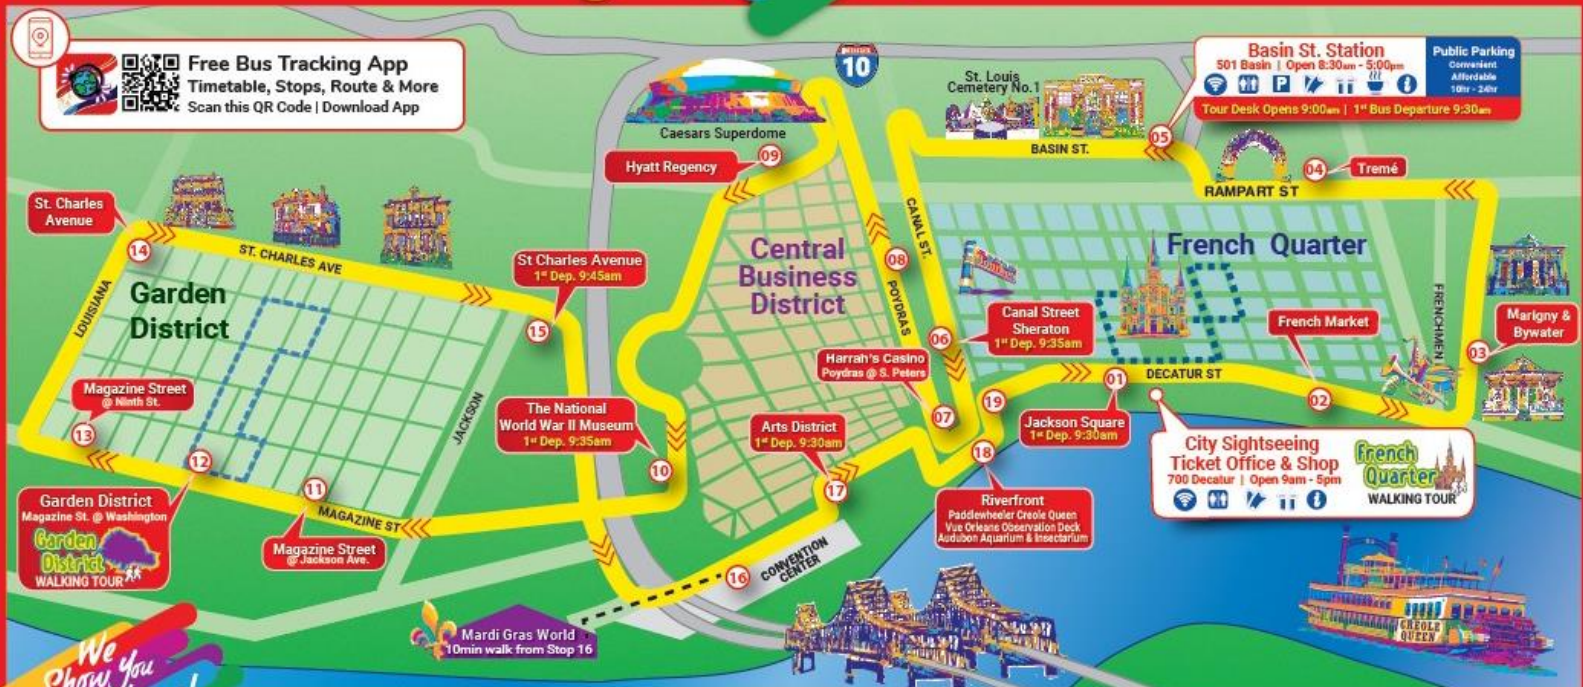 Free Bus Tracking App
Timetable, Stops, Route & More
Scan this QR Code | Download App
INTERSTATE
10
Caesars Superdome
09
Hyatt Regency
St. Louis
Cemetery No.1
Basin St. Station
501 Basin | Open 8:30am - 5:00pm
P
Tour Desk Opens 9:00am | 1st Bus Departure 9:30am
Public Parking
Convenient
Affordable
10hr - 24hr
05
BASIN ST.
04
Tremé
RAMPART ST
St. Charles
Avenue
14
ST. CHARLES AVE
LOUISIANA
Garden
District
St Charles Avenue
1st Dep. 9:45am
15
JACKSON
Central
Business
District
08
POYDRAS
CANAL ST.
French Quarter
FRENCHMEN
Marigny &
Bywater
03
06
Canal Street
Sheraton
1st Dep. 9:35am
French Market
02
DECATUR ST
01
Jackson Square
1st Dep. 9:30am
Harrah's Casino
Poydras @ S. Peters
07
19
18
Riverfront
Paddlewheeler Creole Queen
Vue Orleans Observation Deck
Audubon Aquarium & Insectarium
City Sightseeing
Ticket Office & Shop
700 Decatur | Open 9am - 5pm
French
Quarter
WALKING TOUR
Magazine Street
@ Ninth St.
13
12
11
Garden District
Magazine St. @ Washington
Garden
District
WALKING TOUR
MAGAZINE ST
Magazine Street
@ Jackson Ave.
The National
World War II Museum
1st Dep. 9:35am
10
Arts District
1st Dep. 9:30am
17
16
CONVENTION
CENTER
Mardi Gras World
10min walk from Stop 16
CREOLE
QUEEN
We
Show You